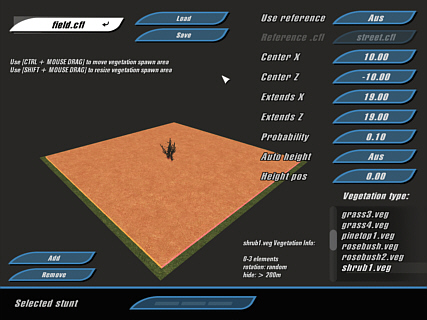 field.cfl
Load
Save
Use [CTRL + MOUSE DRAG] to move vegetation spawn area
Use [SHIFT + MOUSE DRAG] to resize vegetation spawn area
Use reference Aus
Reference .cfl street.cfl
Center X 10.00
Center Z -10.00
Extends X 19.00
Extends Z 19.00
Probability 0.10
Auto height Aus
Height pos 0.00
Vegetation type:
grass3.veg
grass4.veg
pinetop1.veg
rosebush.veg
rosebush2.veg
shrub1.veg
shrub1.veg Vegetation Info:
0-3 elements
rotation: random
hide: > 200m
Add
Remove
Selected stunt